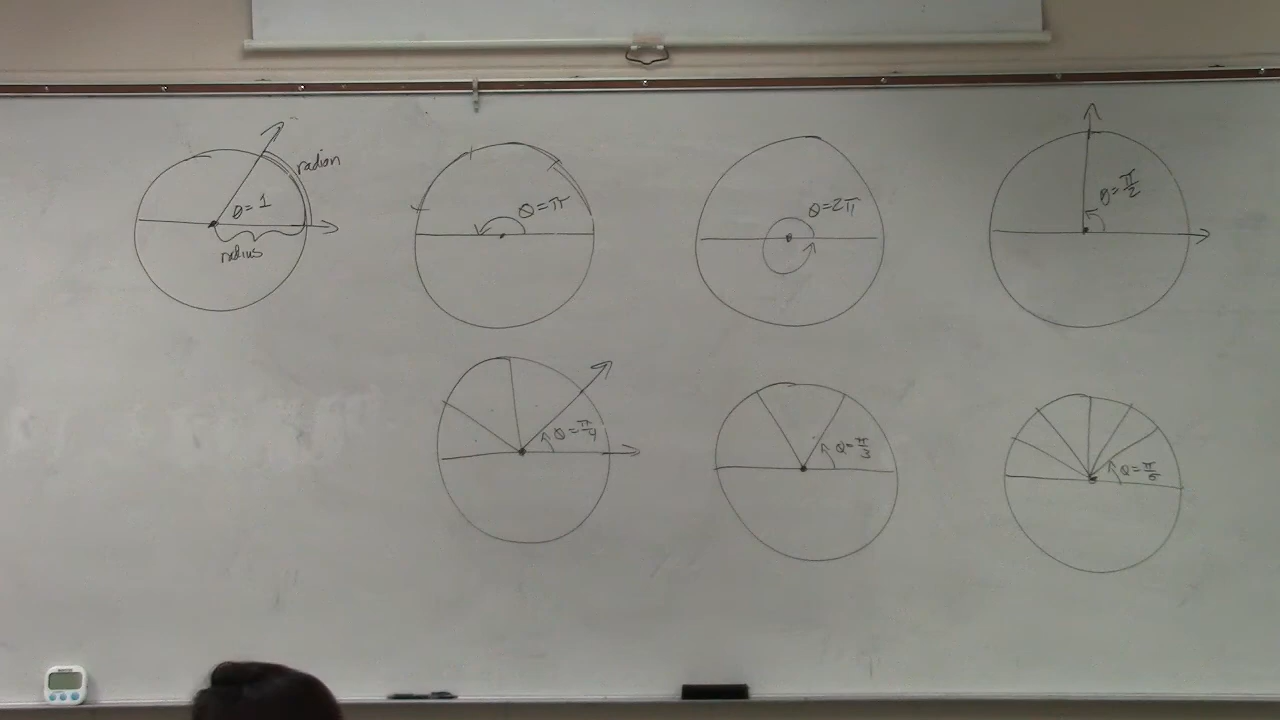 radian
θ = 1
radius
θ = π
θ = 2π
θ = π/2
θ = π/4
θ = π/3
θ = π/6